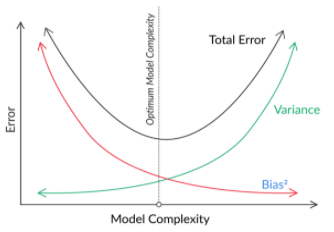 Optimum Model Complexity
Total Error
Variance
Error
Bias²
Model Complexity